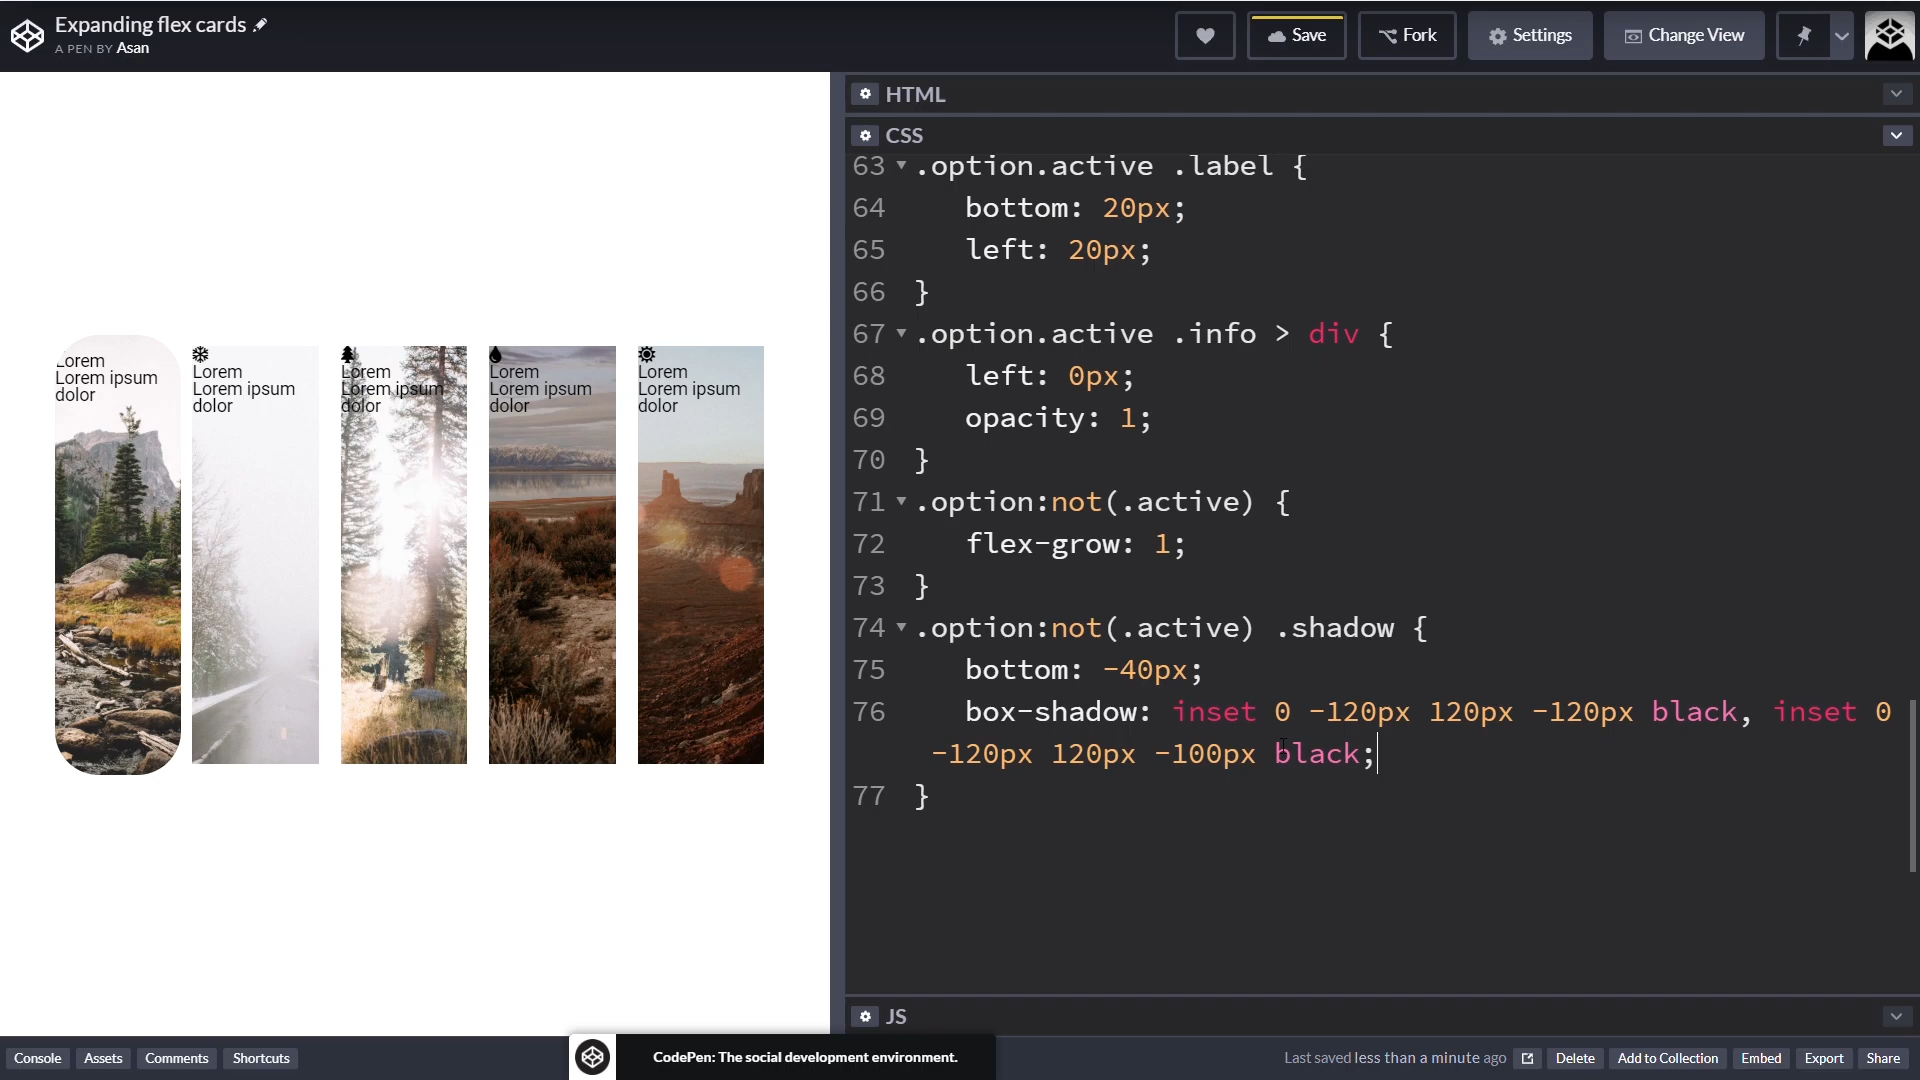 Expanding flex cards
A PEN BY Asan
Save
Fork
Settings
Change View
HTML
CSS
63 .option.active .label {
64 bottom: 20px;
65 left: 20px;
66 }
67 .option.active .info > div {
68 left: 0px;
69 opacity: 1;
70 }
71 .option:not(.active) {
72 flex-grow: 1;
73 }
74 .option:not(.active) .shadow {
75 bottom: -40px;
76 box-shadow: inset 0 -120px 120px -120px black, inset 0
-120px 120px -100px black;
77 }
Lorem
Lorem ipsum
dolor
Lorem
Lorem ipsum
dolor
Lorem
Lorem ipsum
dolor
Lorem
Lorem ipsum
dolor
Lorem
Lorem ipsum
dolor
JS
Console
Assets
Comments
Shortcuts
CodePen: The social development environment.
Last saved less than a minute ago
Delete
Add to Collection
Embed
Export
Share